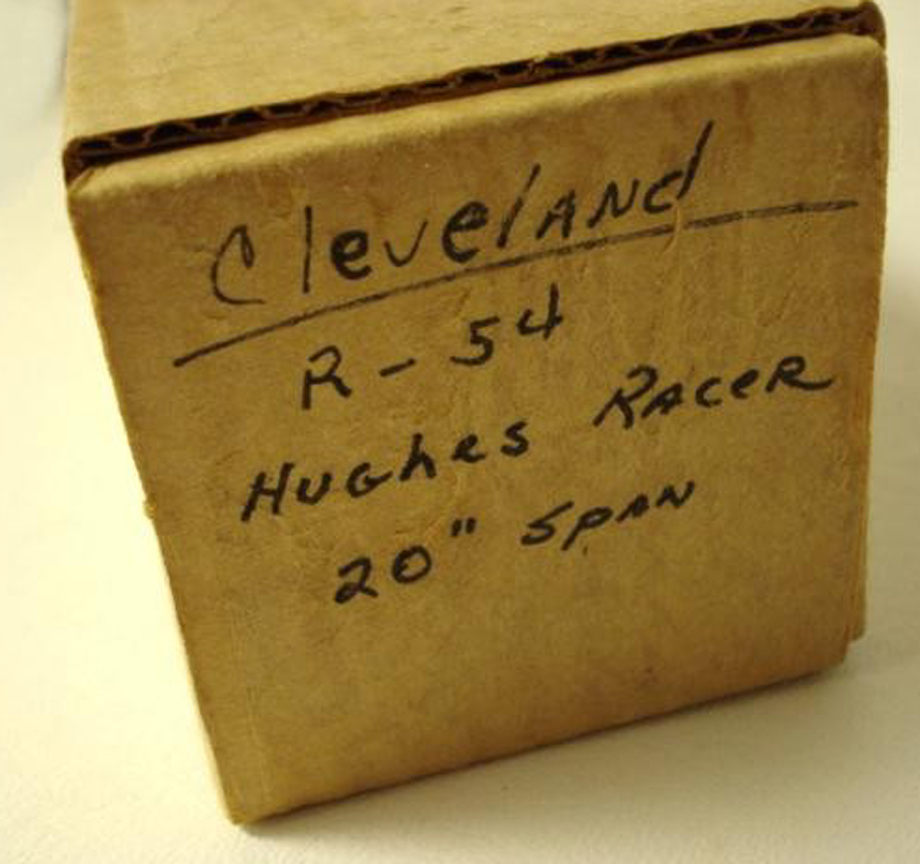 Cleveland
R-54
Hughes Racer
20" Span